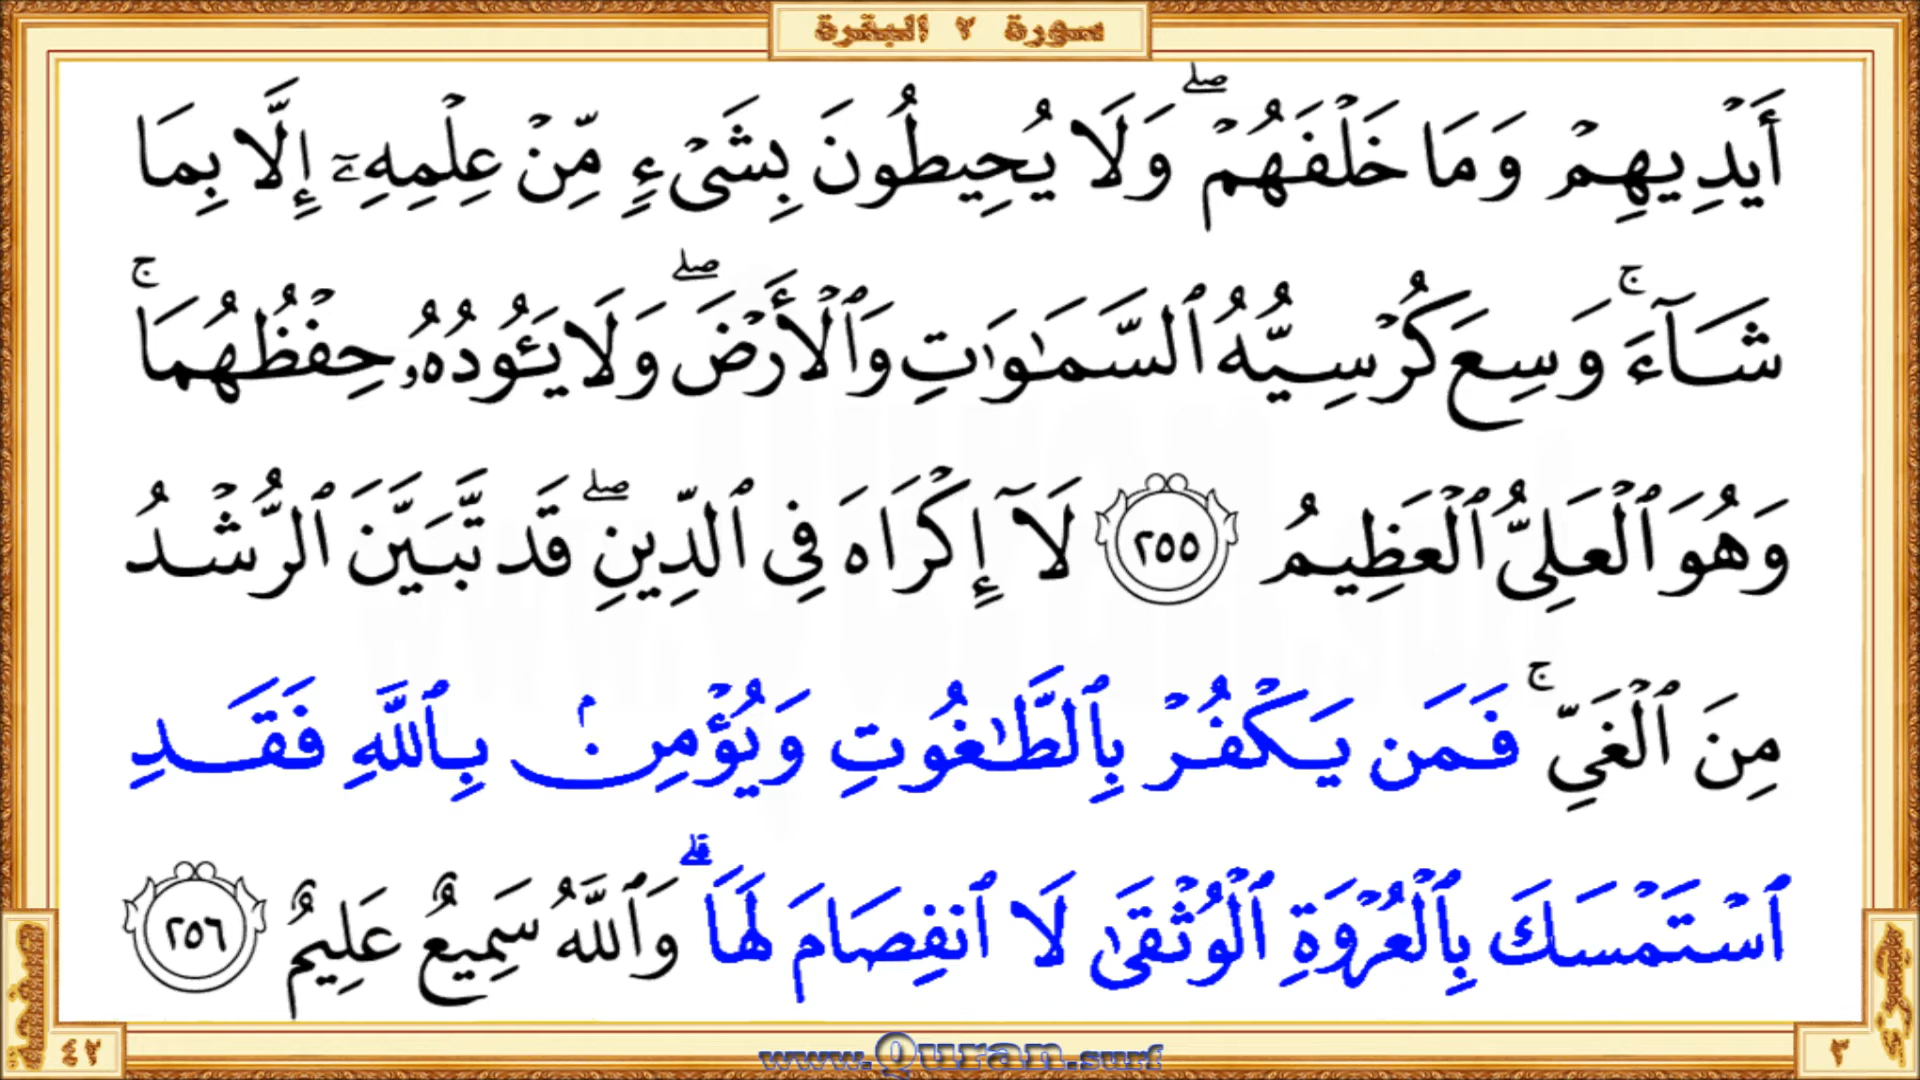 سورة ٢ البقرة
أَيْدِيهِمْ وَمَا خَلْفَهُمْ ۖ وَلَا يُحِيطُونَ بِشَىْءٍ مِّنْ عِلْمِهِۦٓ إِلَّا بِمَا
شَآءَ ۚ وَسِعَ كُرْسِيُّهُ ٱلسَّمَٰوَٰتِ وَٱلْأَرْضَ ۖ وَلَا يَـُٔودُهُۥ حِفْظُهُمَا ۚ
وَهُوَ ٱلْعَلِىُّ ٱلْعَظِيمُ ٢٥٥ لَآ إِكْرَاهَ فِى ٱلدِّينِ ۖ قَد تَّبَيَّنَ ٱلرُّشْدُ
مِنَ ٱلْغَىِّ ۚ فَمَن يَكْفُرْ بِٱلطَّٰغُوتِ وَيُؤْمِنۢ بِٱللَّهِ فَقَدِ
ٱسْتَمْسَكَ بِٱلْعُرْوَةِ ٱلْوُثْقَىٰ لَا ٱنفِصَامَ لَهَا ۗ وَٱللَّهُ سَمِيعٌ عَلِيمٌ ٢٥٦
صفحة
٤٢
www.Quran.surf
٣